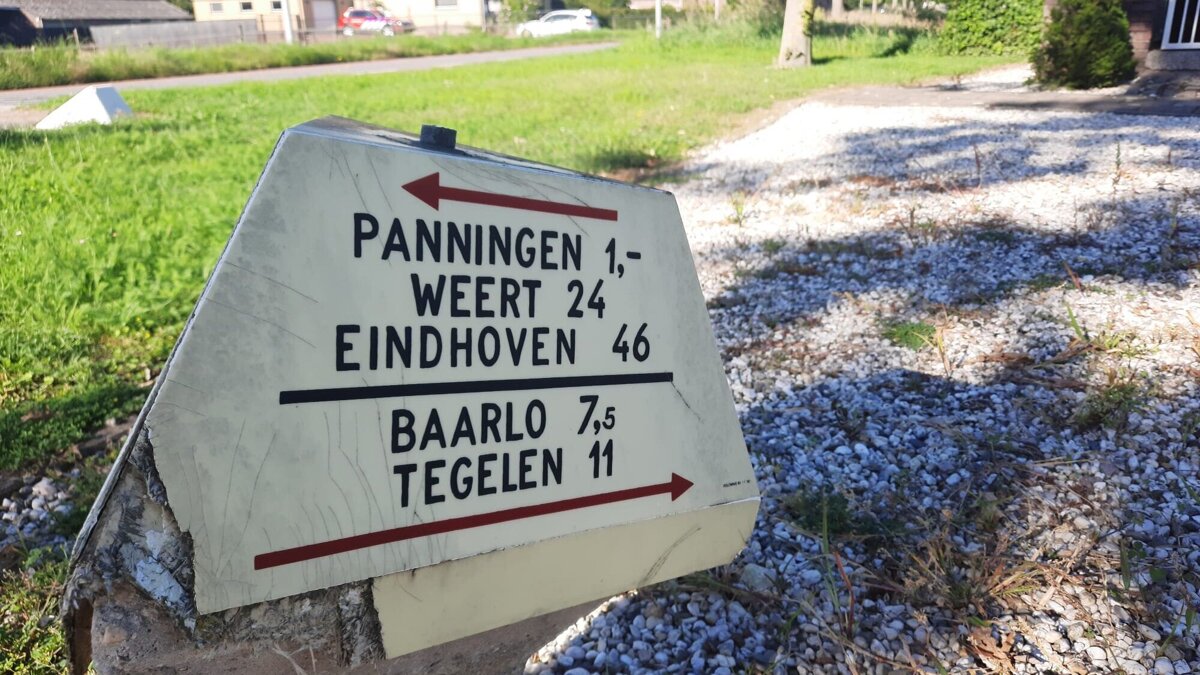 PANNINGEN 1,-
WEERT 24
EINDHOVEN 46
BAARLO 7,5
TEGELEN 11